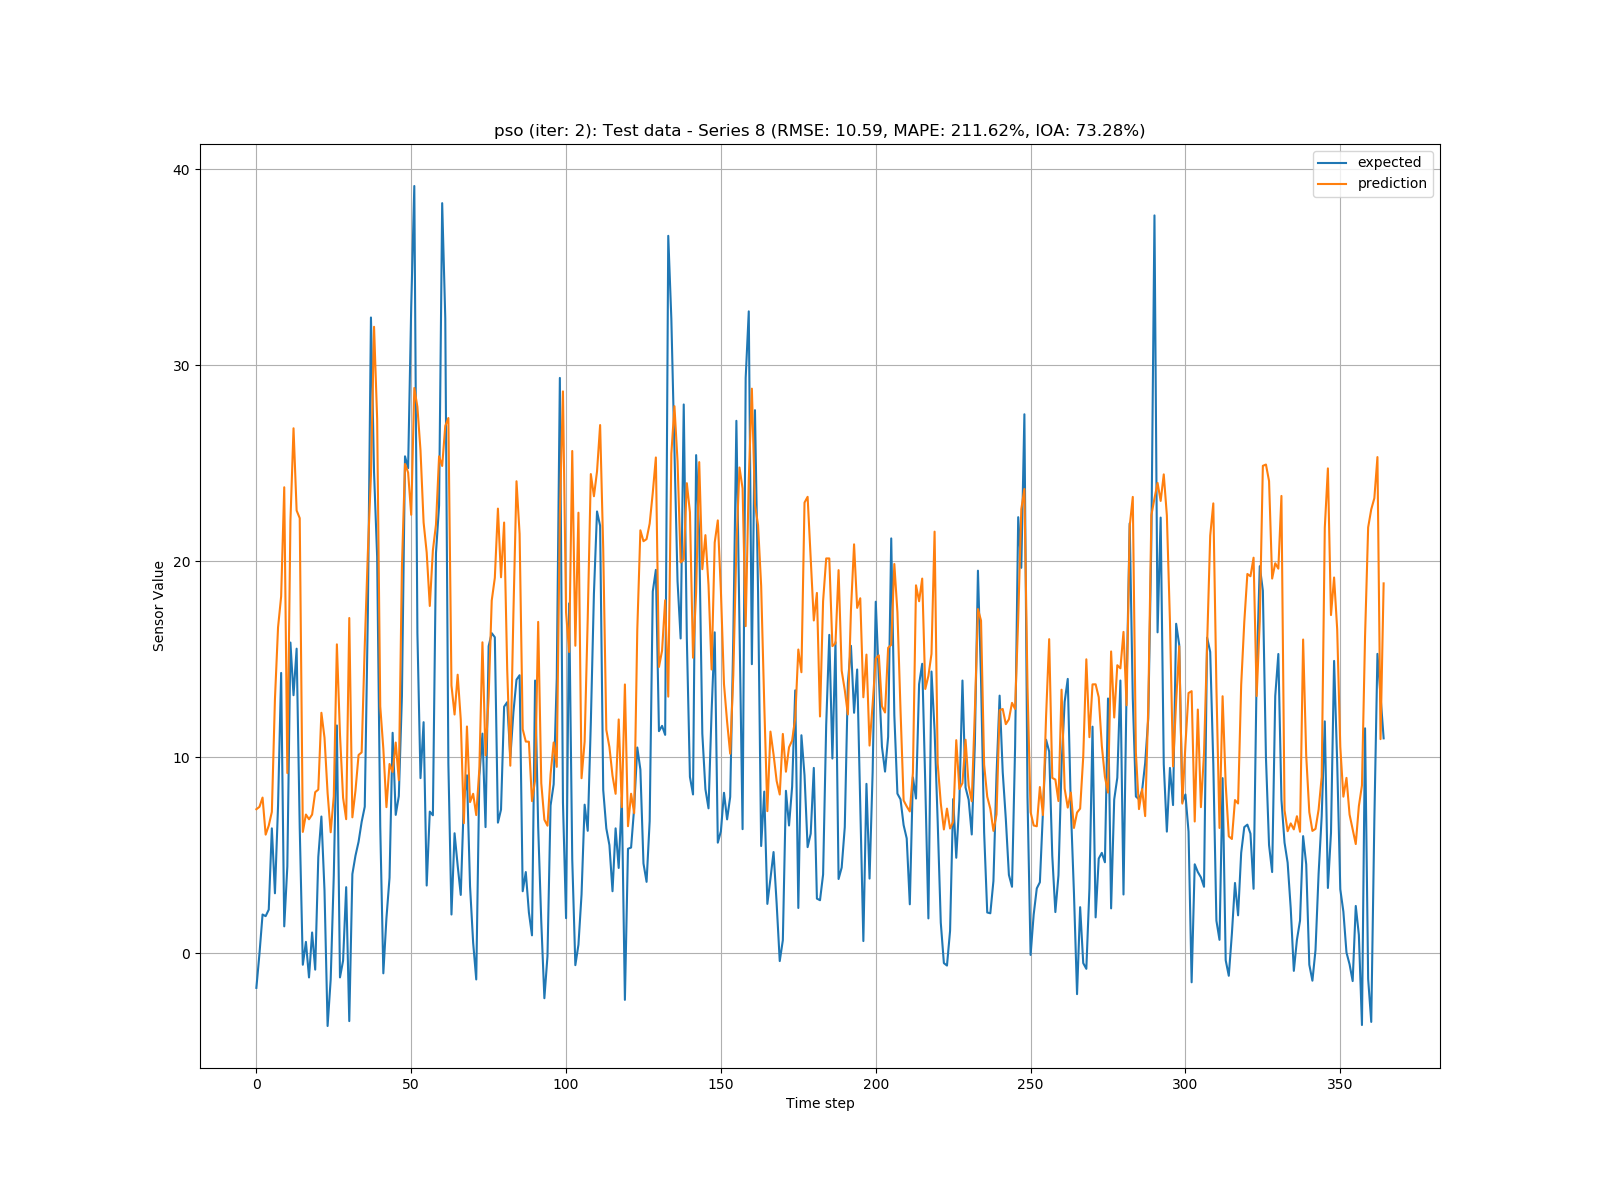 pso (iter: 2): Test data - Series 8 (RMSE: 10.59, MAPE: 211.62%, IOA: 73.28%)
expected
prediction
40
30
20
10
0
Sensor Value
0 50 100 150 200 250 300 350
Time step